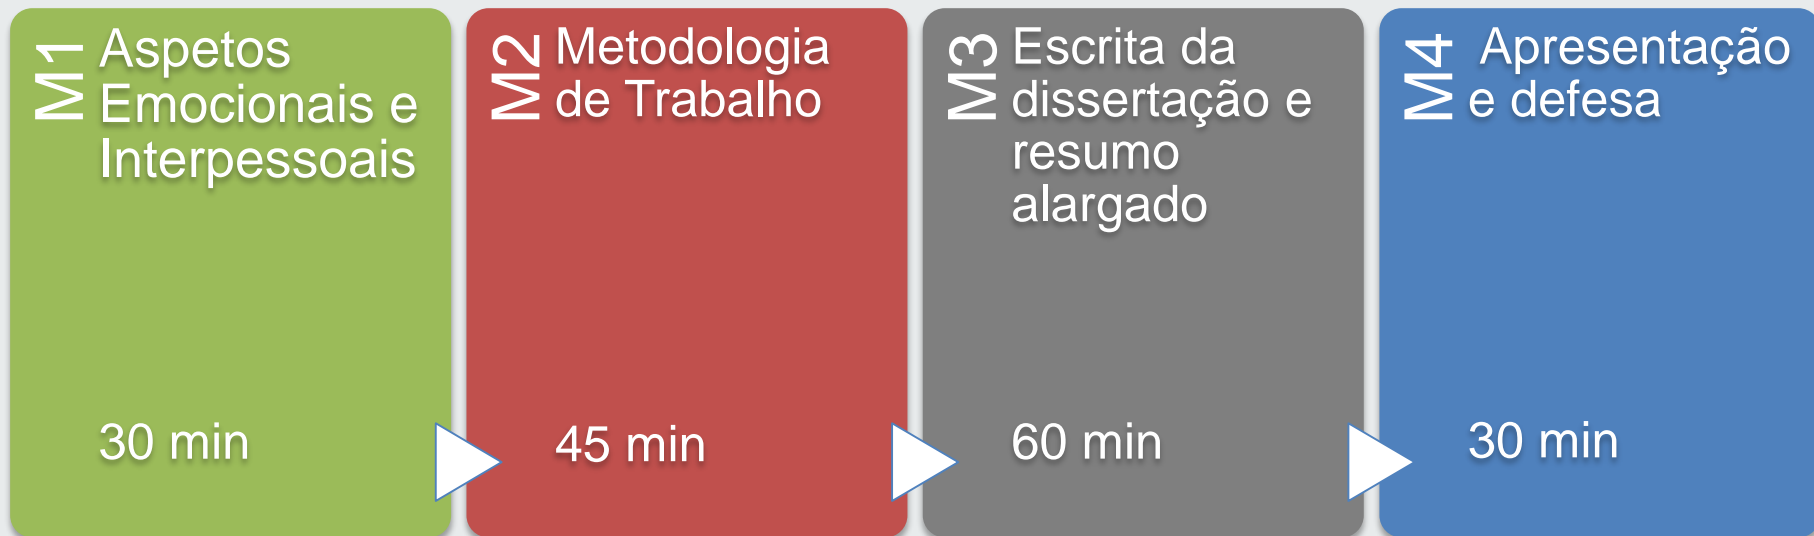 M1
Aspetos
Emocionais e
Interpessoais
30 min
M2
Metodologia
de Trabalho
45 min
M3
Escrita da
dissertação e
resumo
alargado
60 min
M4
Apresentação
e defesa
30 min